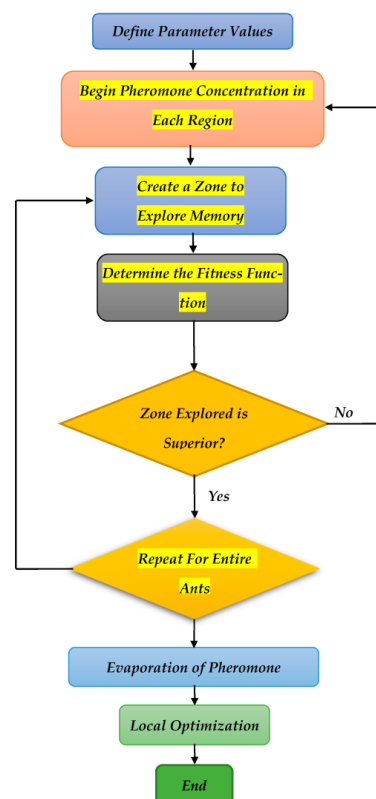 Define Parameter Values
Begin Pheromone Concentration in
Each Region
Create a Zone to
Explore Memory
Determine the Fitness Func-
tion
Zone Explored is
Superior?
No
Yes
Repeat For Entire
Ants
Evaporation of Pheromone
Local Optimization
End